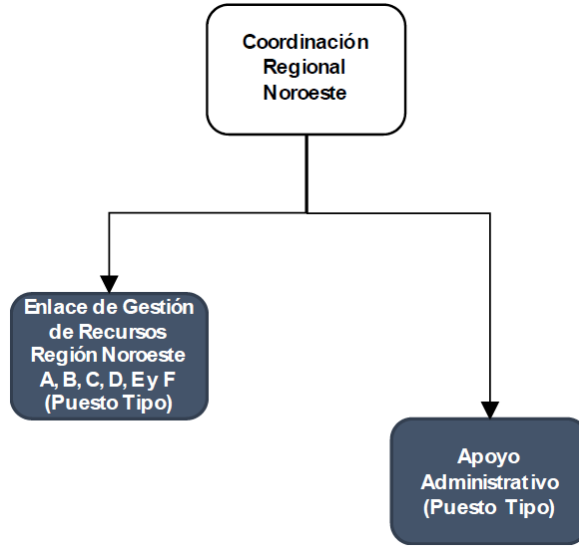 Coordinación
Regional
Noroeste
Enlace de Gestión
de Recursos
Región Noroeste
A, B, C, D, E y F
(Puesto Tipo)
Apoyo
Administrativo
(Puesto Tipo)